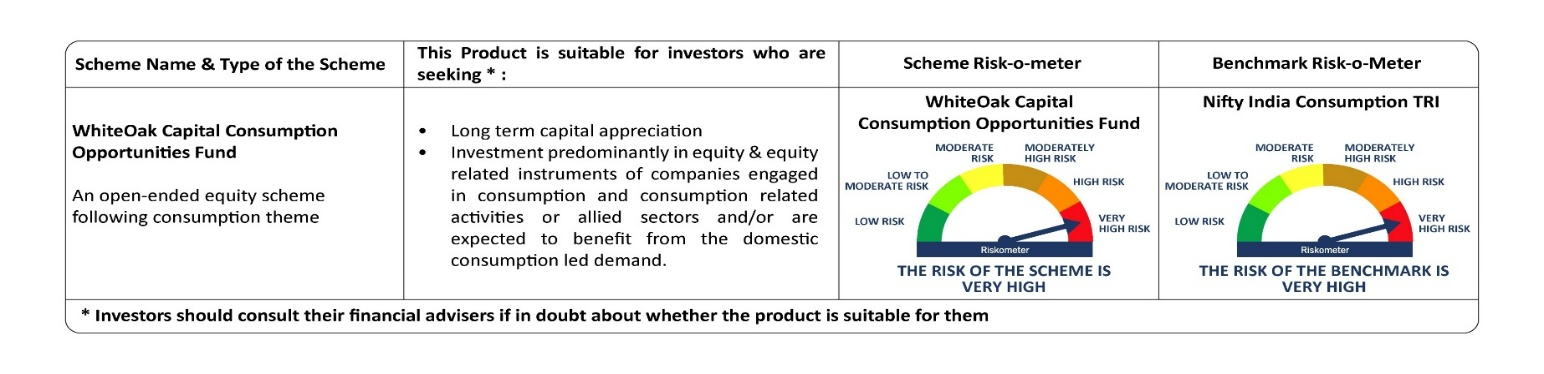 Scheme Name & Type of the Scheme
This Product is suitable for investors who are
seeking * :
Scheme Risk-o-meter
Benchmark Risk-o-Meter
WhiteOak Capital Consumption
Opportunities Fund
An open-ended equity scheme
following consumption theme
• Long term capital appreciation
• Investment predominantly in equity & equity
related instruments of companies engaged
in consumption and consumption related
activities or allied sectors and/or are
expected to benefit from the domestic
consumption led demand.
WhiteOak Capital
Consumption Opportunities Fund
LOW RISK
LOW TO
MODERATE RISK
MODERATE
RISK
MODERATELY
HIGH RISK
HIGH RISK
VERY
HIGH RISK
Riskometer
THE RISK OF THE SCHEME IS
VERY HIGH
Nifty India Consumption TRI
LOW RISK
LOW TO
MODERATE RISK
MODERATE
RISK
MODERATELY
HIGH RISK
HIGH RISK
VERY
HIGH RISK
Riskometer
THE RISK OF THE BENCHMARK IS
VERY HIGH
* Investors should consult their financial advisers if in doubt about whether the product is suitable for them